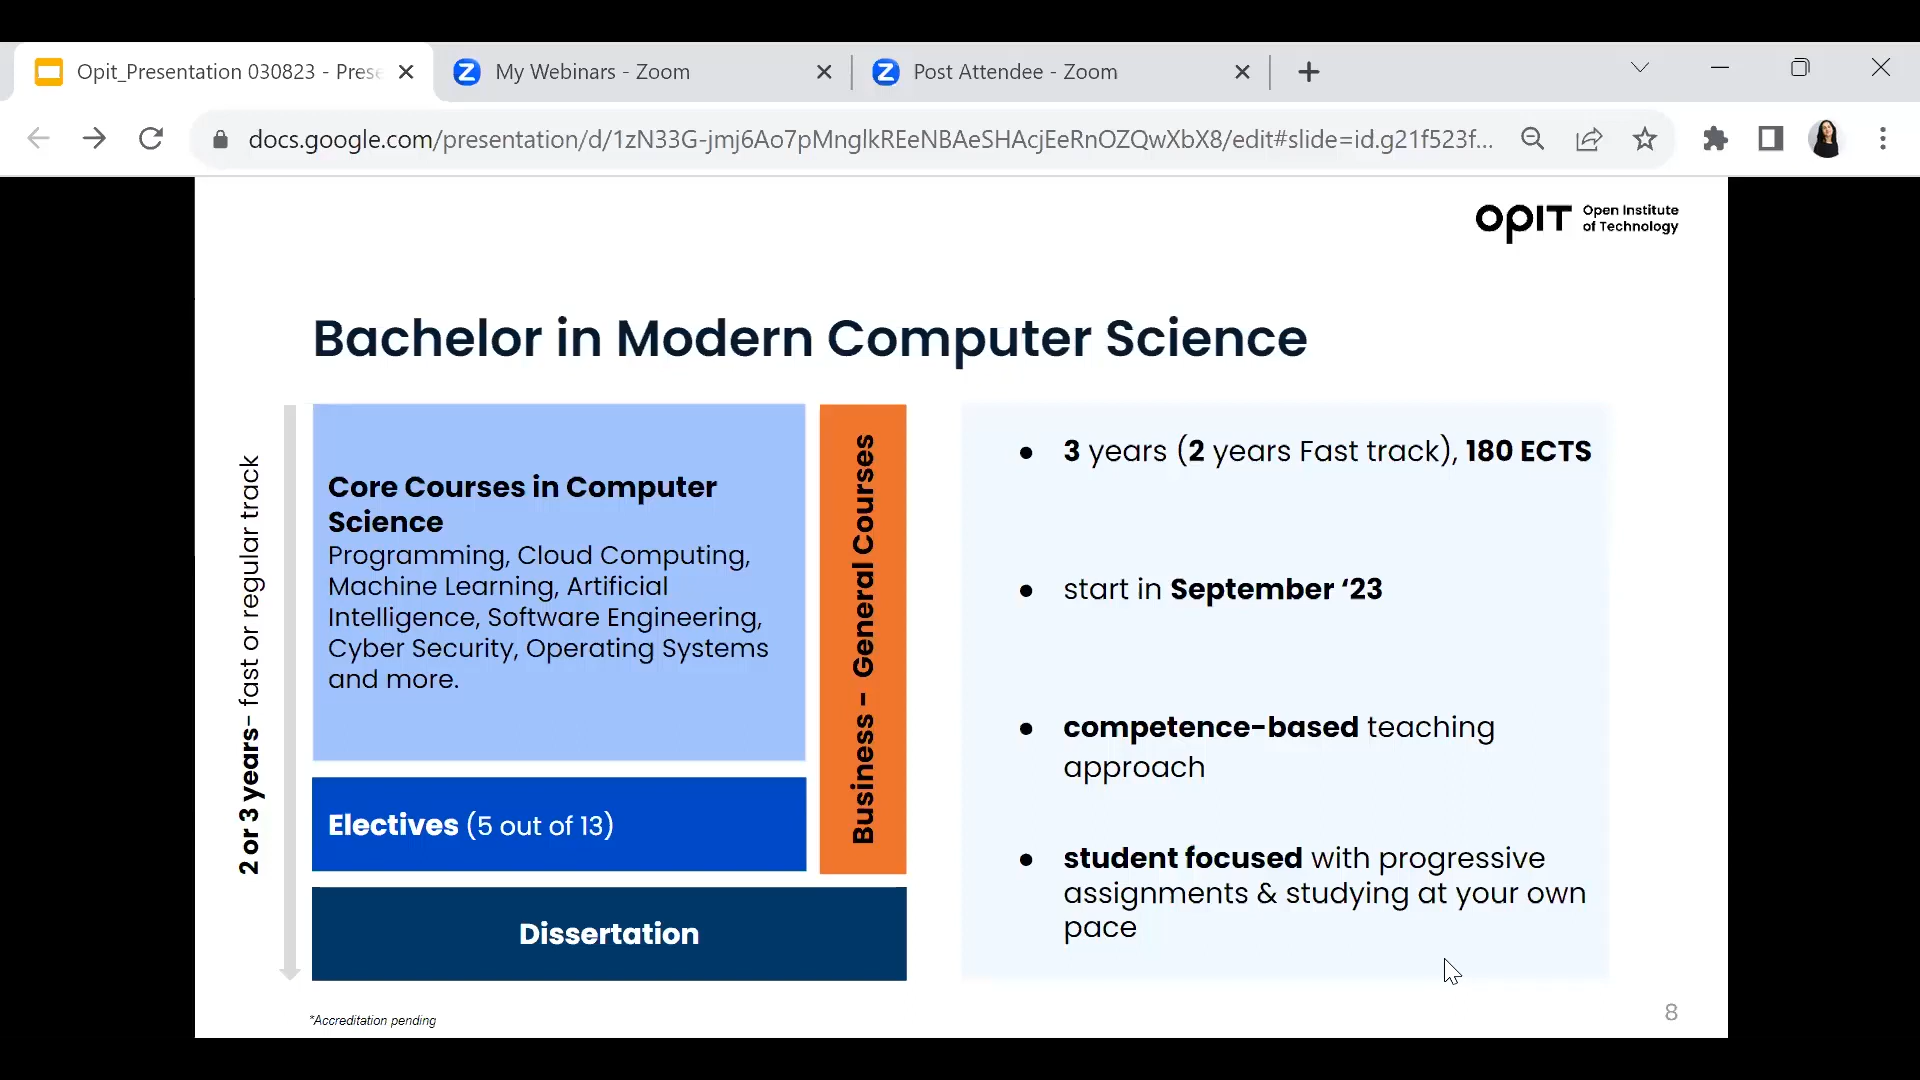 Opit_Presentation 030823 - Prese
My Webinars - Zoom
Post Attendee - Zoom
docs.google.com/presentation/d/1zN33G-jmj6Ao7pMnglkREeNBAeSHAcjEeRnOZQwXbX8/edit#slide=id.g21f523f...
opIT Open Institute
of Technology
Bachelor in Modern Computer Science
2 or 3 years- fast or regular track
Core Courses in Computer
Science
Programming, Cloud Computing,
Machine Learning, Artificial
Intelligence, Software Engineering,
Cyber Security, Operating Systems
and more.
Business - General Courses
Electives (5 out of 13)
Dissertation
● 3 years (2 years Fast track), 180 ECTS
● start in September ‘23
● competence-based teaching
approach
● student focused with progressive
assignments & studying at your own
pace
*Accreditation pending
8